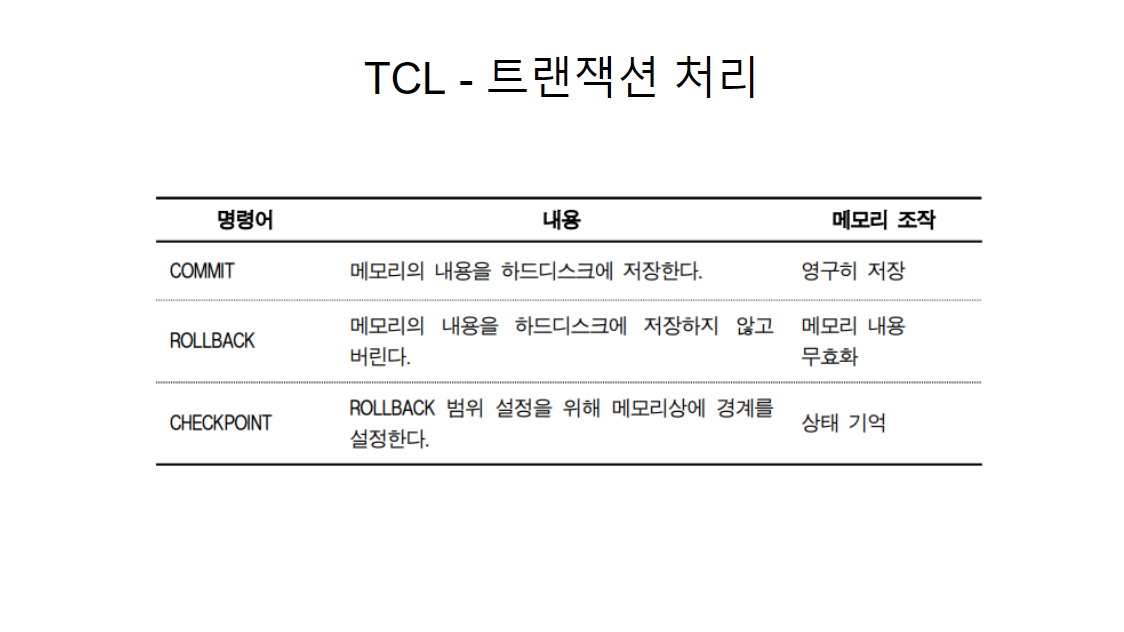 TCL - 트랜잭션 처리
명령어 내용 메모리 조작
COMMIT 메모리의 내용을 하드디스크에 저장한다. 영구히 저장
ROLLBACK 메모리의 내용을 하드디스크에 저장하지 않고 버린다. 메모리 내용 무효화
CHECKPOINT ROLLBACK 범위 설정을 위해 메모리상에 경계를 설정한다. 상태 기억